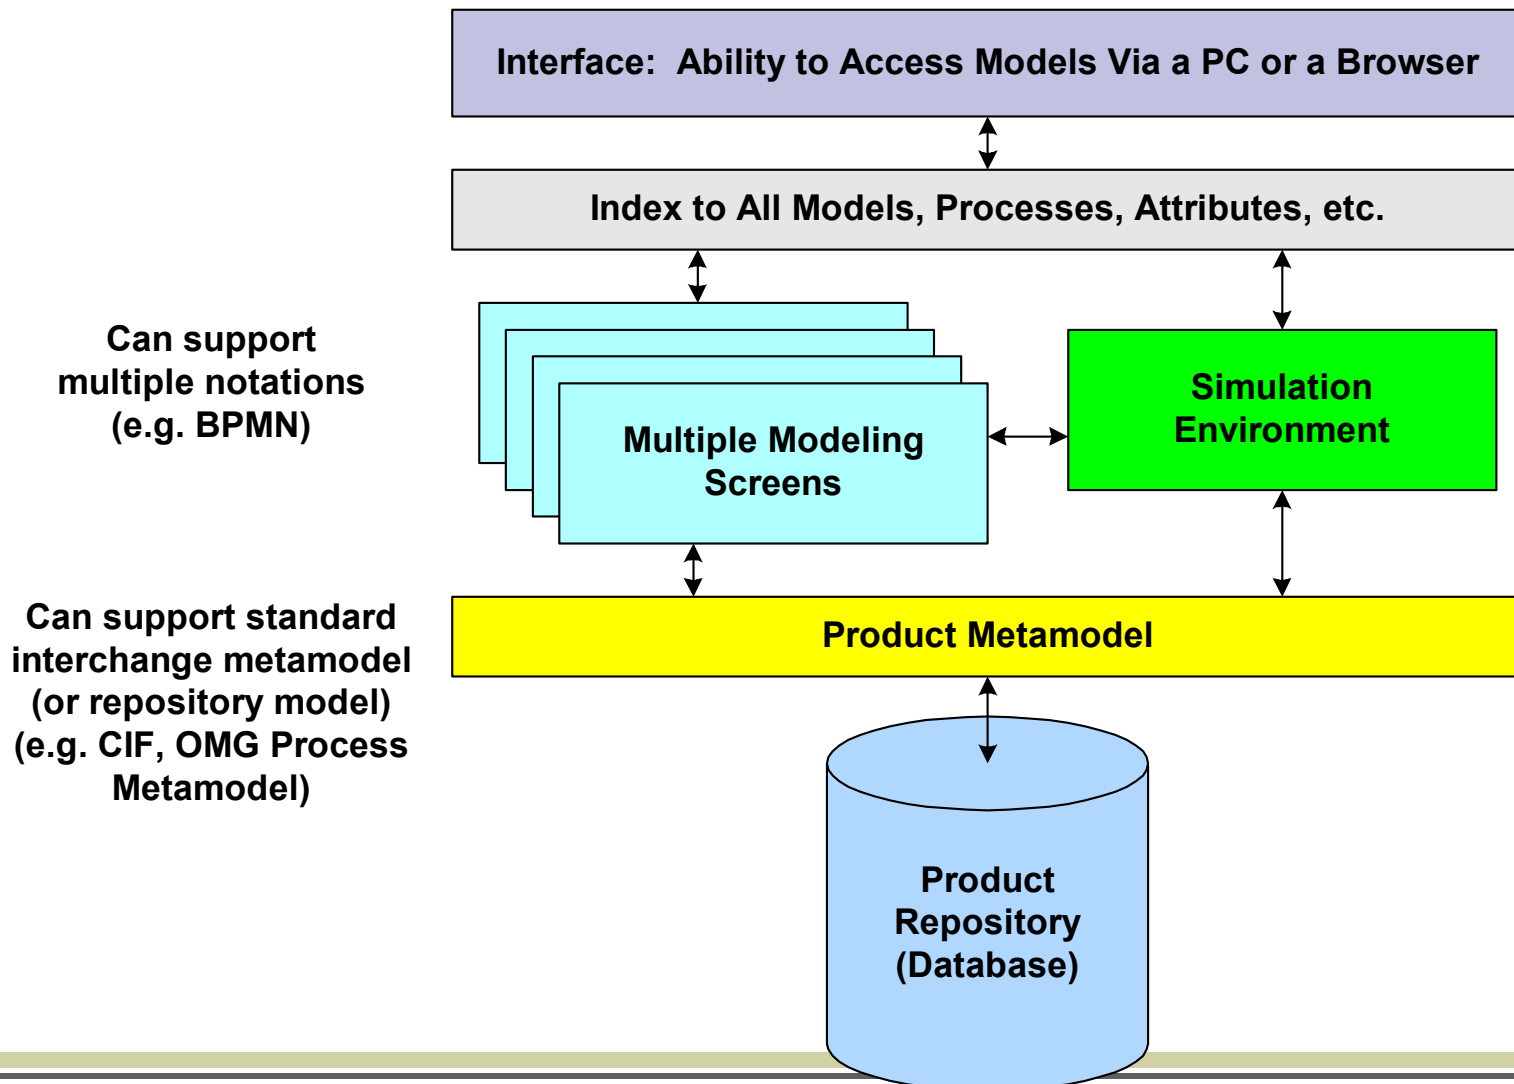 Interface:  Ability to Access Models Via a PC or a Browser
Index to All Models, Processes, Attributes, etc.
Can support
multiple notations
(e.g. BPMN)
Multiple Modeling
Screens
Simulation
Environment
Can support standard
interchange metamodel
(or repository model)
(e.g. CIF, OMG Process
Metamodel)
Product Metamodel
Product
Repository
(Database)